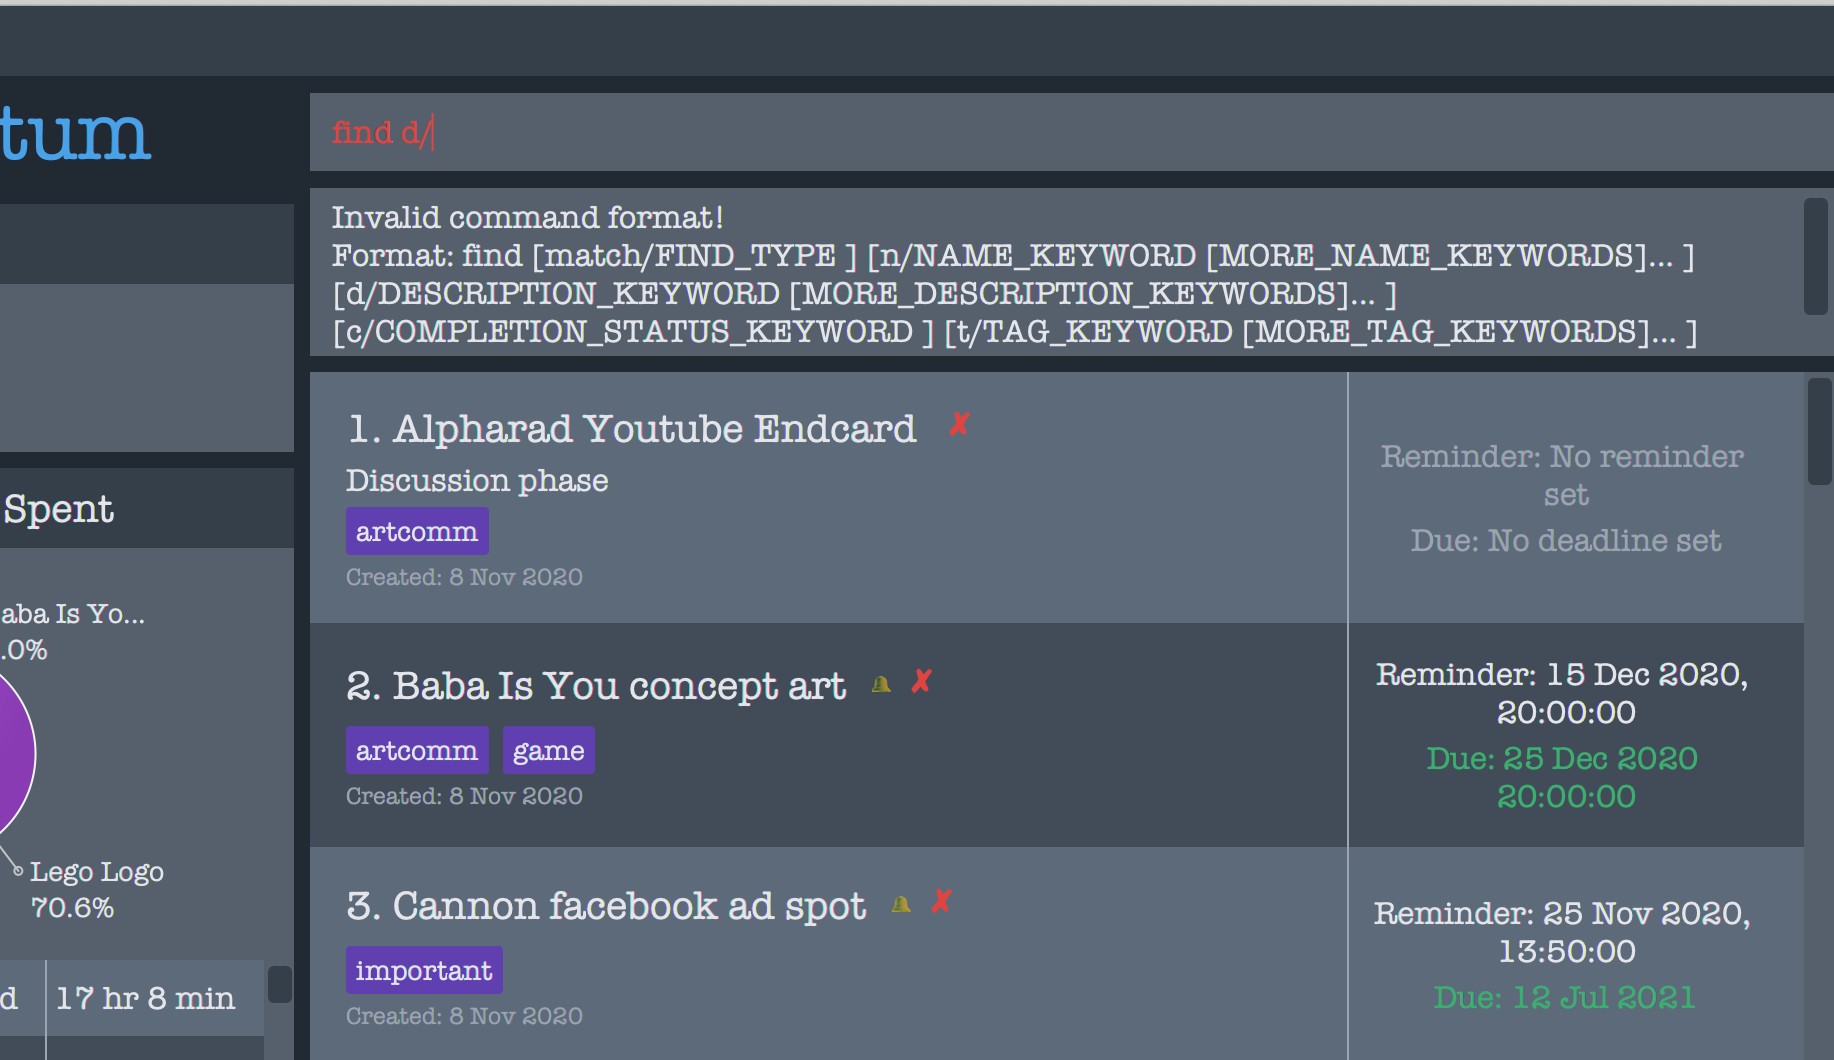 tum
find d/
Invalid command format!
Format: find [match/FIND_TYPE ] [n/NAME_KEYWORD [MORE_NAME_KEYWORDS]... ]
[d/DESCRIPTION_KEYWORD [MORE_DESCRIPTION_KEYWORDS]... ]
[c/COMPLETION_STATUS_KEYWORD ] [t/TAG_KEYWORD [MORE_TAG_KEYWORDS]... ]
Spent
aba Is Yo...
.0%
Lego Logo
70.6%
d 17 hr 8 min
1. Alpharad Youtube Endcard ✘
Discussion phase
artcomm
Created: 8 Nov 2020
Reminder: No reminder
set
Due: No deadline set
2. Baba Is You concept art 🔔 ✘
artcomm game
Created: 8 Nov 2020
Reminder: 15 Dec 2020,
20:00:00
Due: 25 Dec 2020
20:00:00
3. Cannon facebook ad spot 🔔 ✘
important
Created: 8 Nov 2020
Reminder: 25 Nov 2020,
13:50:00
Due: 12 Jul 2021